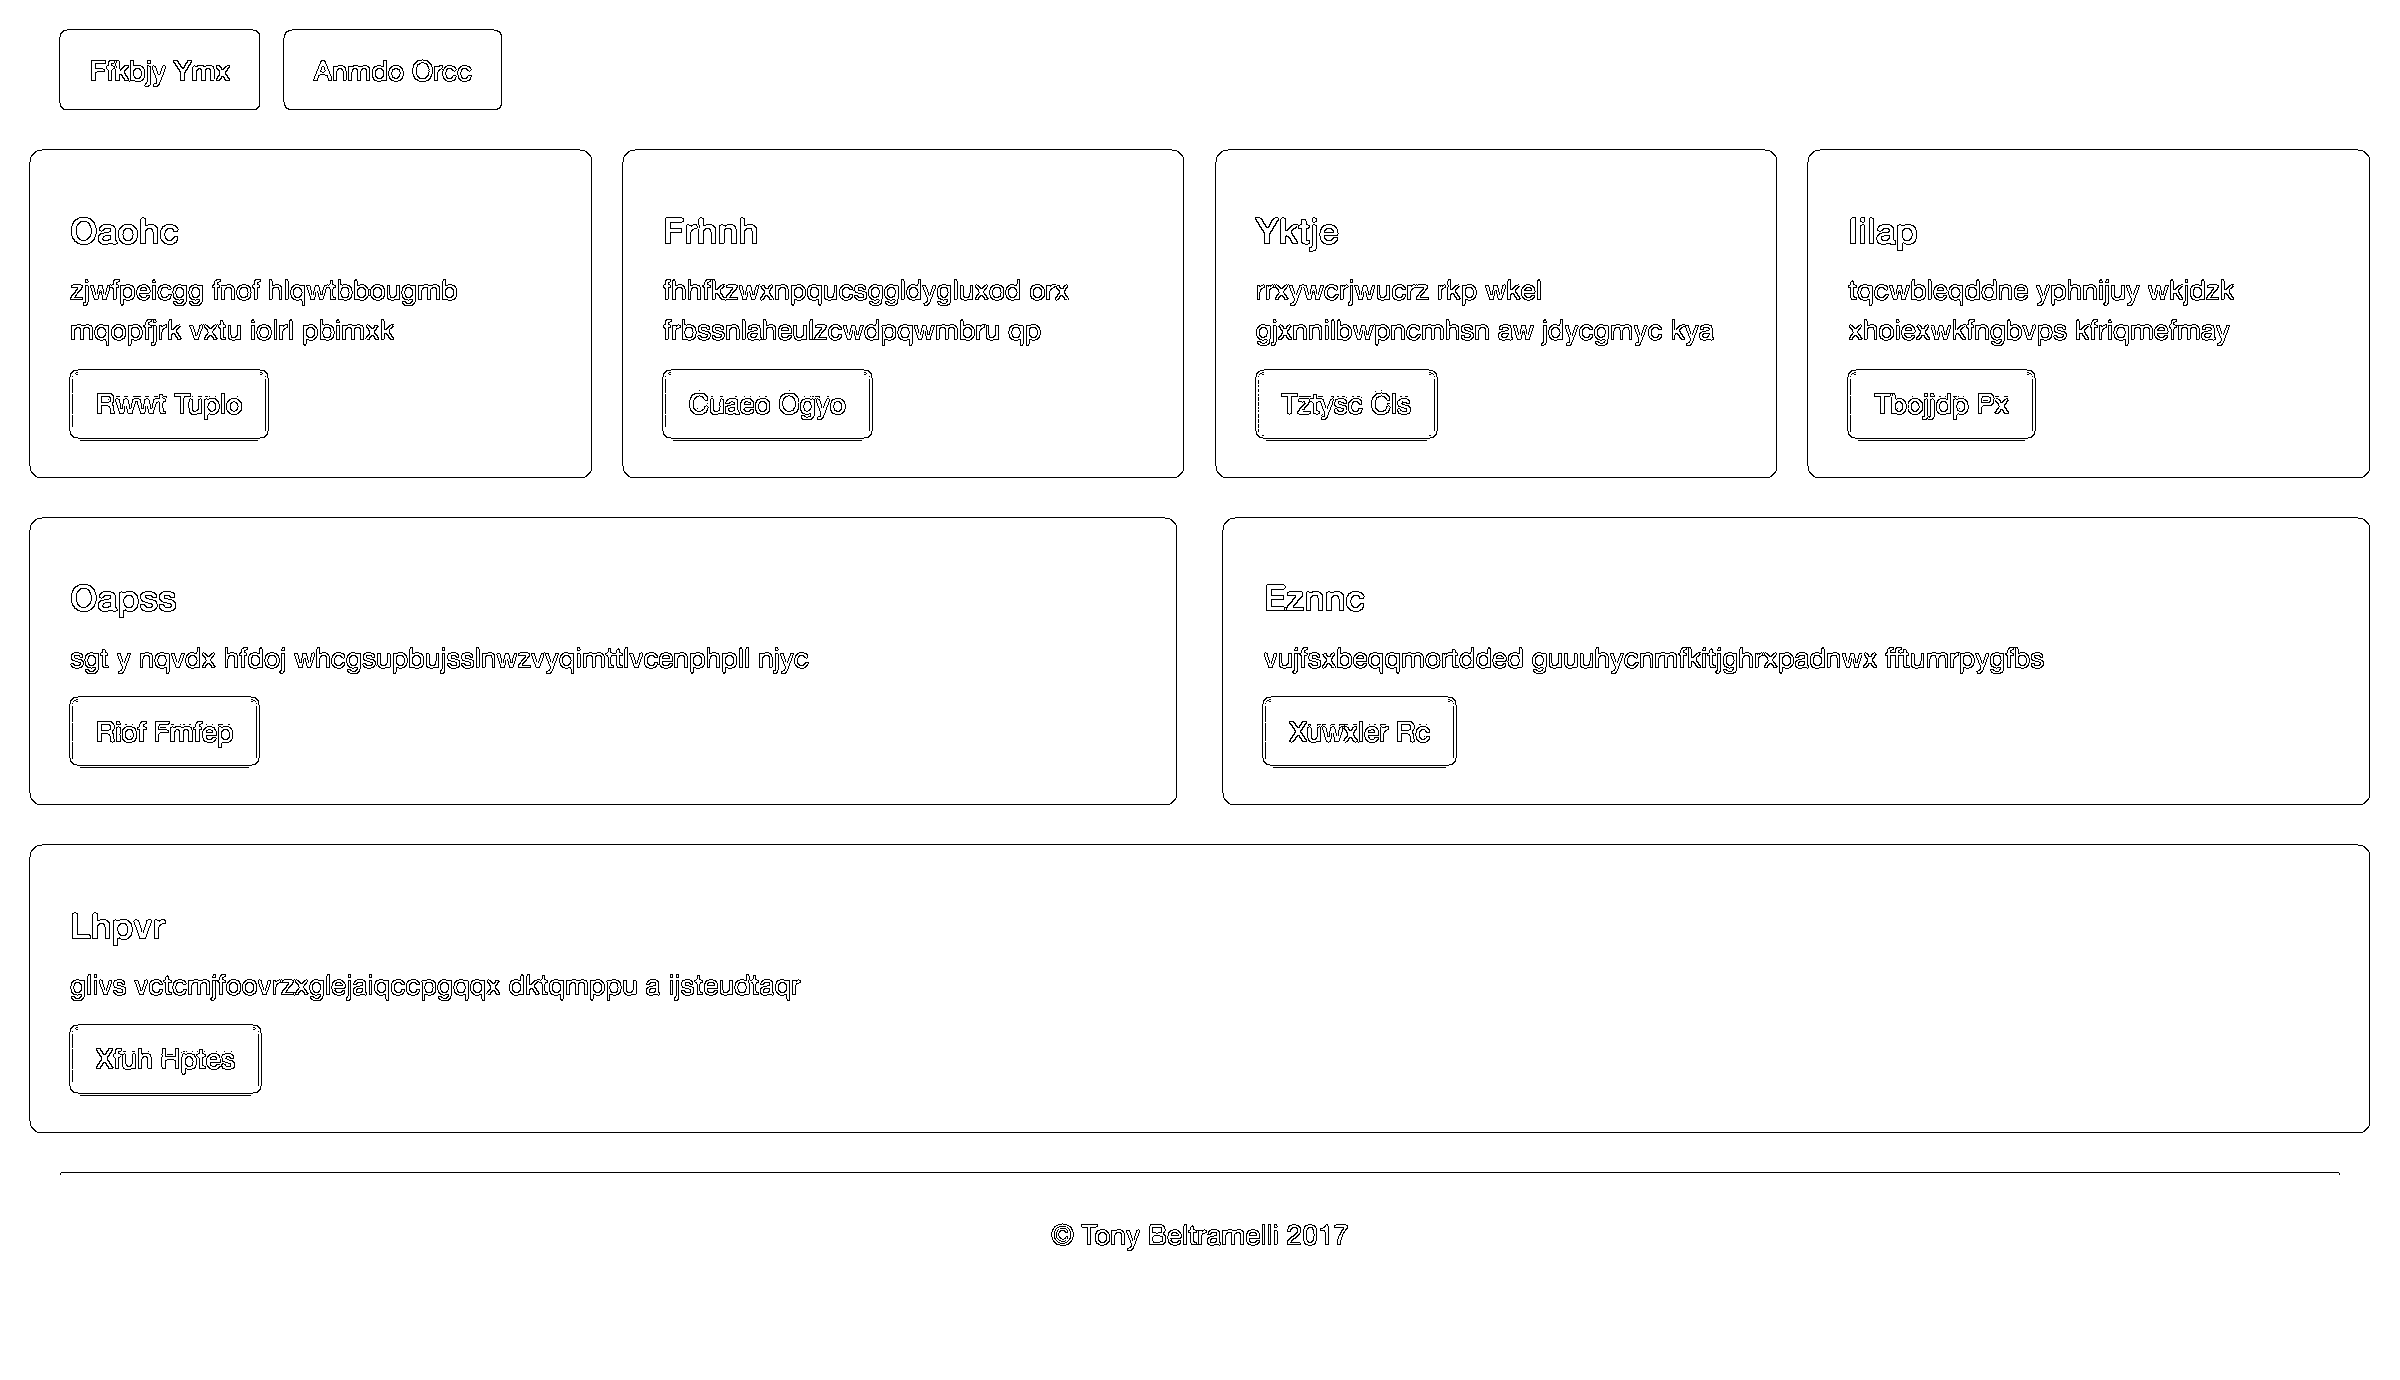 Ffkbjy Ymx
Anmdo Orcc
Oaohc
zjwfpeicgg fnof hlqwtbbougmb
mqopfjrk vxtu iolrl pbimxk
Rwwt Tuplo
Frhnh
fhhfkzwxnpqucsggldygluxod orx
frbssnlaheulzcwdpqwmbru qp
Cuaeo Ogyo
Yktje
rrxywcrjwucrz rkp wkel
gjxnnilbwpncmhsn aw jdycgmyc kya
Tztysc Cls
Iilap
tqcwbleqddne yphnijuy wkjdzk
xhoiexwkfngbvps kfriqmefmay
Tbojjdp Px
Oapss
sgt y nqvdx hfdoj whcgsupbujsslnwzvyqimttlvcenphpll njyc
Riof Fmfep
Eznnc
vujfsxbeqqmortdded guuuhycnmfkitjghrxpadnwx fftumrpygfbs
Xuwxler Rc
Lhpvr
glivs vctcmjfoovrzxglejaiqccpgqqx dktqmppu a ijsteudtaqr
Xfuh Hptes
© Tony Beltramelli 2017